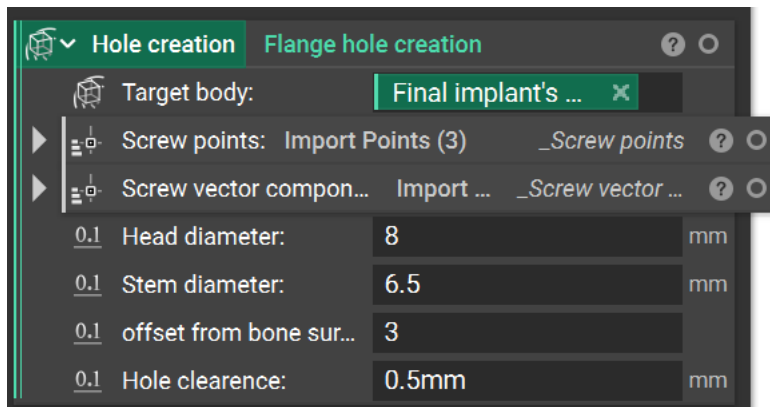 Hole creation Flange hole creation ?
Target body: Final implant's ... ×
Screw points: Import Points (3) _Screw points ?
Screw vector compon... Import ... _Screw vector ... ?
0.1 Head diameter: 8 mm
0.1 Stem diameter: 6.5 mm
0.1 offset from bone sur... 3
0.1 Hole clearence: 0.5mm mm